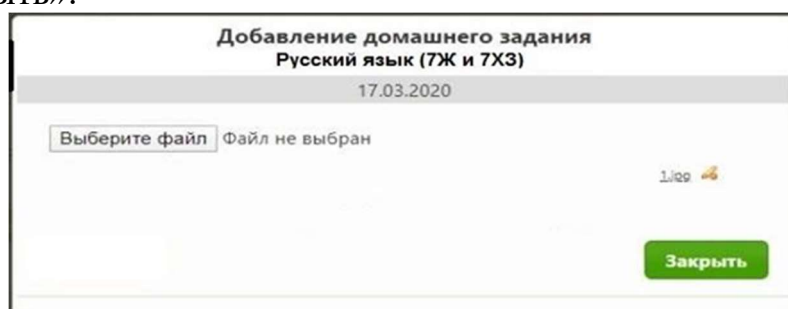 Добавление домашнего задания
Русский язык (7Ж и 7ХЗ)
17.03.2020
Выберите файл Файл не выбран
1.jpg
Закрыть